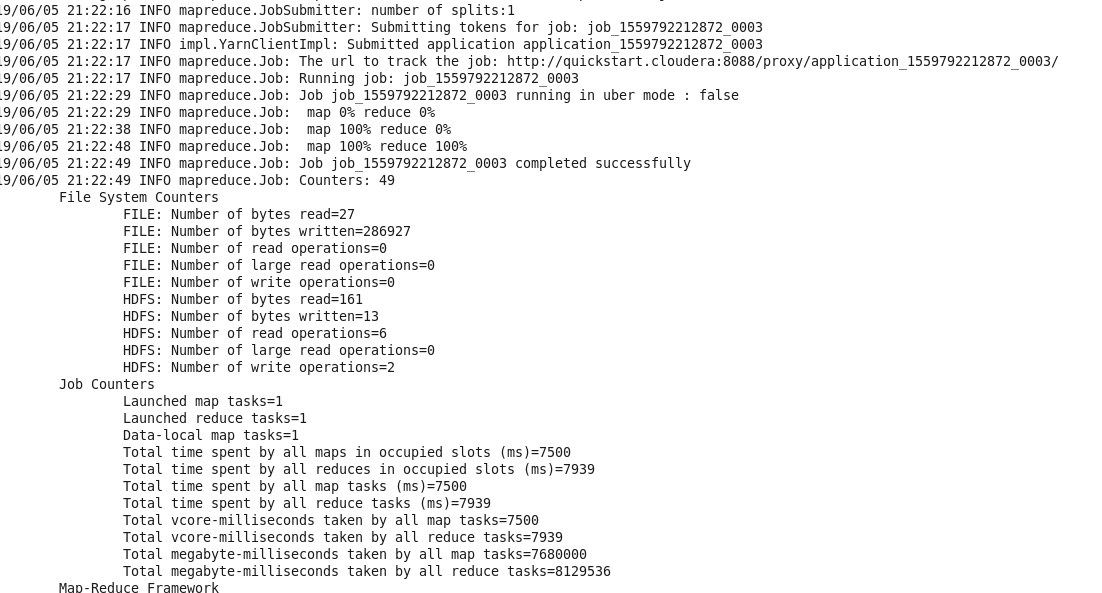 9/06/05 21:22:16 INFO mapreduce.JobSubmitter: number of splits:1
9/06/05 21:22:17 INFO mapreduce.JobSubmitter: Submitting tokens for job: job_1559792212872_0003
9/06/05 21:22:17 INFO impl.YarnClientImpl: Submitted application application_1559792212872_0003
9/06/05 21:22:17 INFO mapreduce.Job: The url to track the job: http://quickstart.cloudera:8088/proxy/application_1559792212872_0003/
9/06/05 21:22:17 INFO mapreduce.Job: Running job: job_1559792212872_0003
9/06/05 21:22:29 INFO mapreduce.Job: Job job_1559792212872_0003 running in uber mode : false
9/06/05 21:22:29 INFO mapreduce.Job:  map 0% reduce 0%
9/06/05 21:22:38 INFO mapreduce.Job:  map 100% reduce 0%
9/06/05 21:22:48 INFO mapreduce.Job:  map 100% reduce 100%
9/06/05 21:22:49 INFO mapreduce.Job: Job job_1559792212872_0003 completed successfully
9/06/05 21:22:49 INFO mapreduce.Job: Counters: 49
File System Counters
FILE: Number of bytes read=27
FILE: Number of bytes written=286927
FILE: Number of read operations=0
FILE: Number of large read operations=0
FILE: Number of write operations=0
HDFS: Number of bytes read=161
HDFS: Number of bytes written=13
HDFS: Number of read operations=6
HDFS: Number of large read operations=0
HDFS: Number of write operations=2
Job Counters
Launched map tasks=1
Launched reduce tasks=1
Data-local map tasks=1
Total time spent by all maps in occupied slots (ms)=7500
Total time spent by all reduces in occupied slots (ms)=7939
Total time spent by all map tasks (ms)=7500
Total time spent by all reduce tasks (ms)=7939
Total vcore-milliseconds taken by all map tasks=7500
Total vcore-milliseconds taken by all reduce tasks=7939
Total megabyte-milliseconds taken by all map tasks=7680000
Total megabyte-milliseconds taken by all reduce tasks=8129536
Map-Reduce Framework